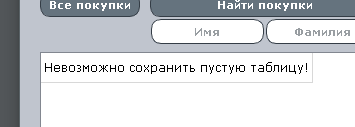 Все покупки
Найти покупки
Имя
Фамилия
Невозможно сохранить пустую таблицу!